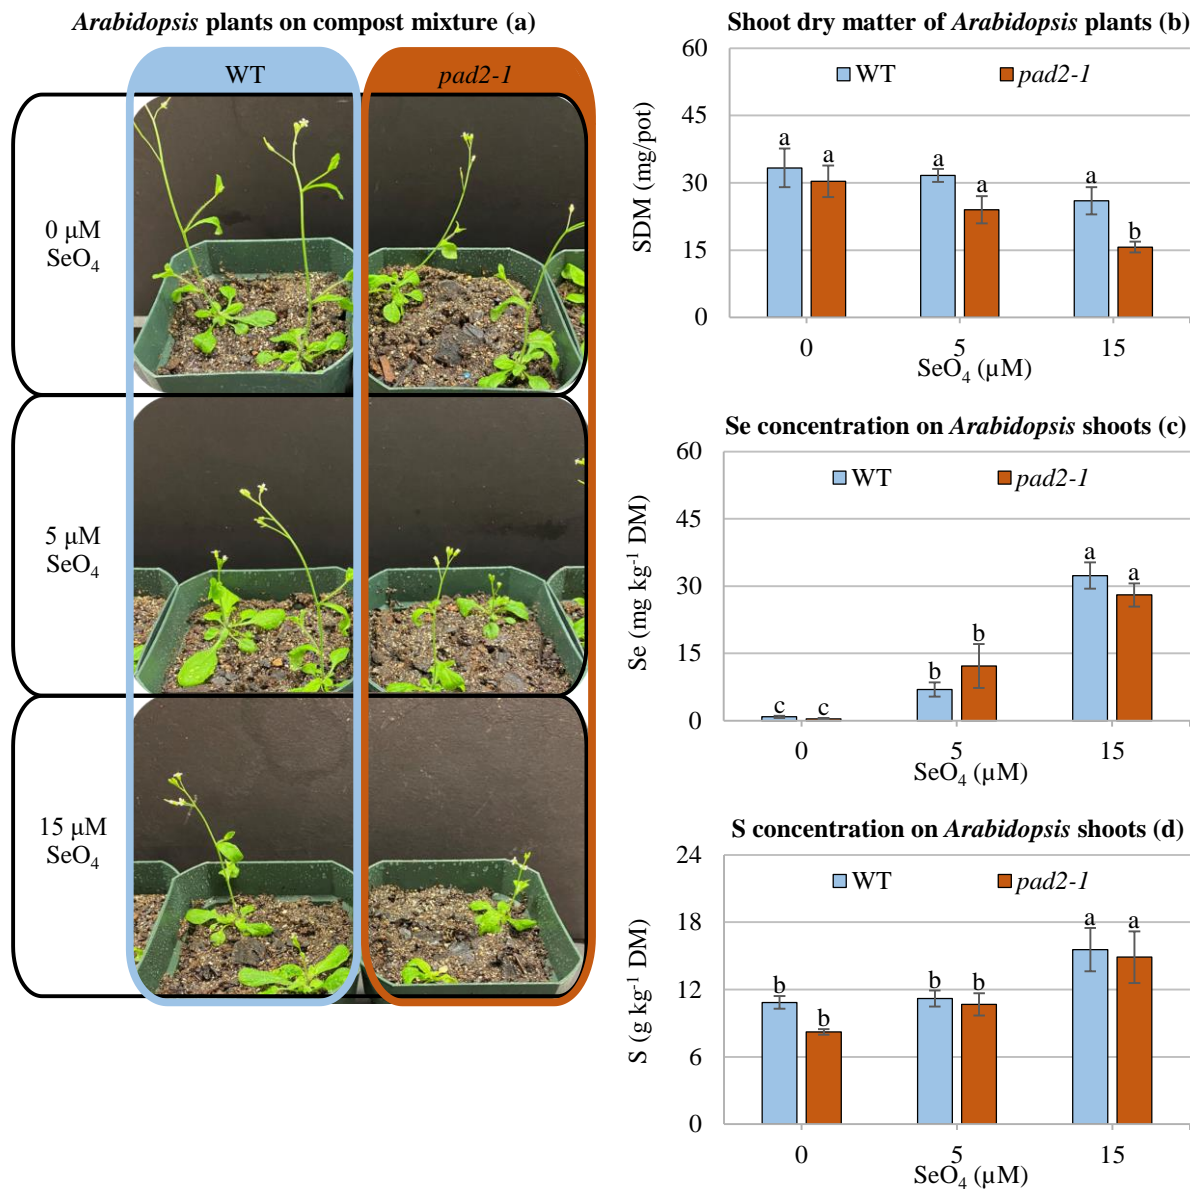 Arabidopsis plants on compost mixture (a)
WT
pad2-1
0 μM
SeO₄
5 μM
SeO₄
15 μM
SeO₄
Shoot dry matter of Arabidopsis plants (b)
WT
pad2-1
SDM (mg/pot)
60
45
30
15
0
a
a
a
a
a
b
0
5
15
SeO₄ (μM)
Se concentration on Arabidopsis shoots (c)
WT
pad2-1
Se (mg kg⁻¹ DM)
60
45
30
15
0
c
c
b
b
a
a
0
5
15
SeO₄ (μM)
S concentration on Arabidopsis shoots (d)
WT
pad2-1
S (g kg⁻¹ DM)
24
18
12
6
0
b
b
b
b
a
a
0
5
15
SeO₄ (μM)